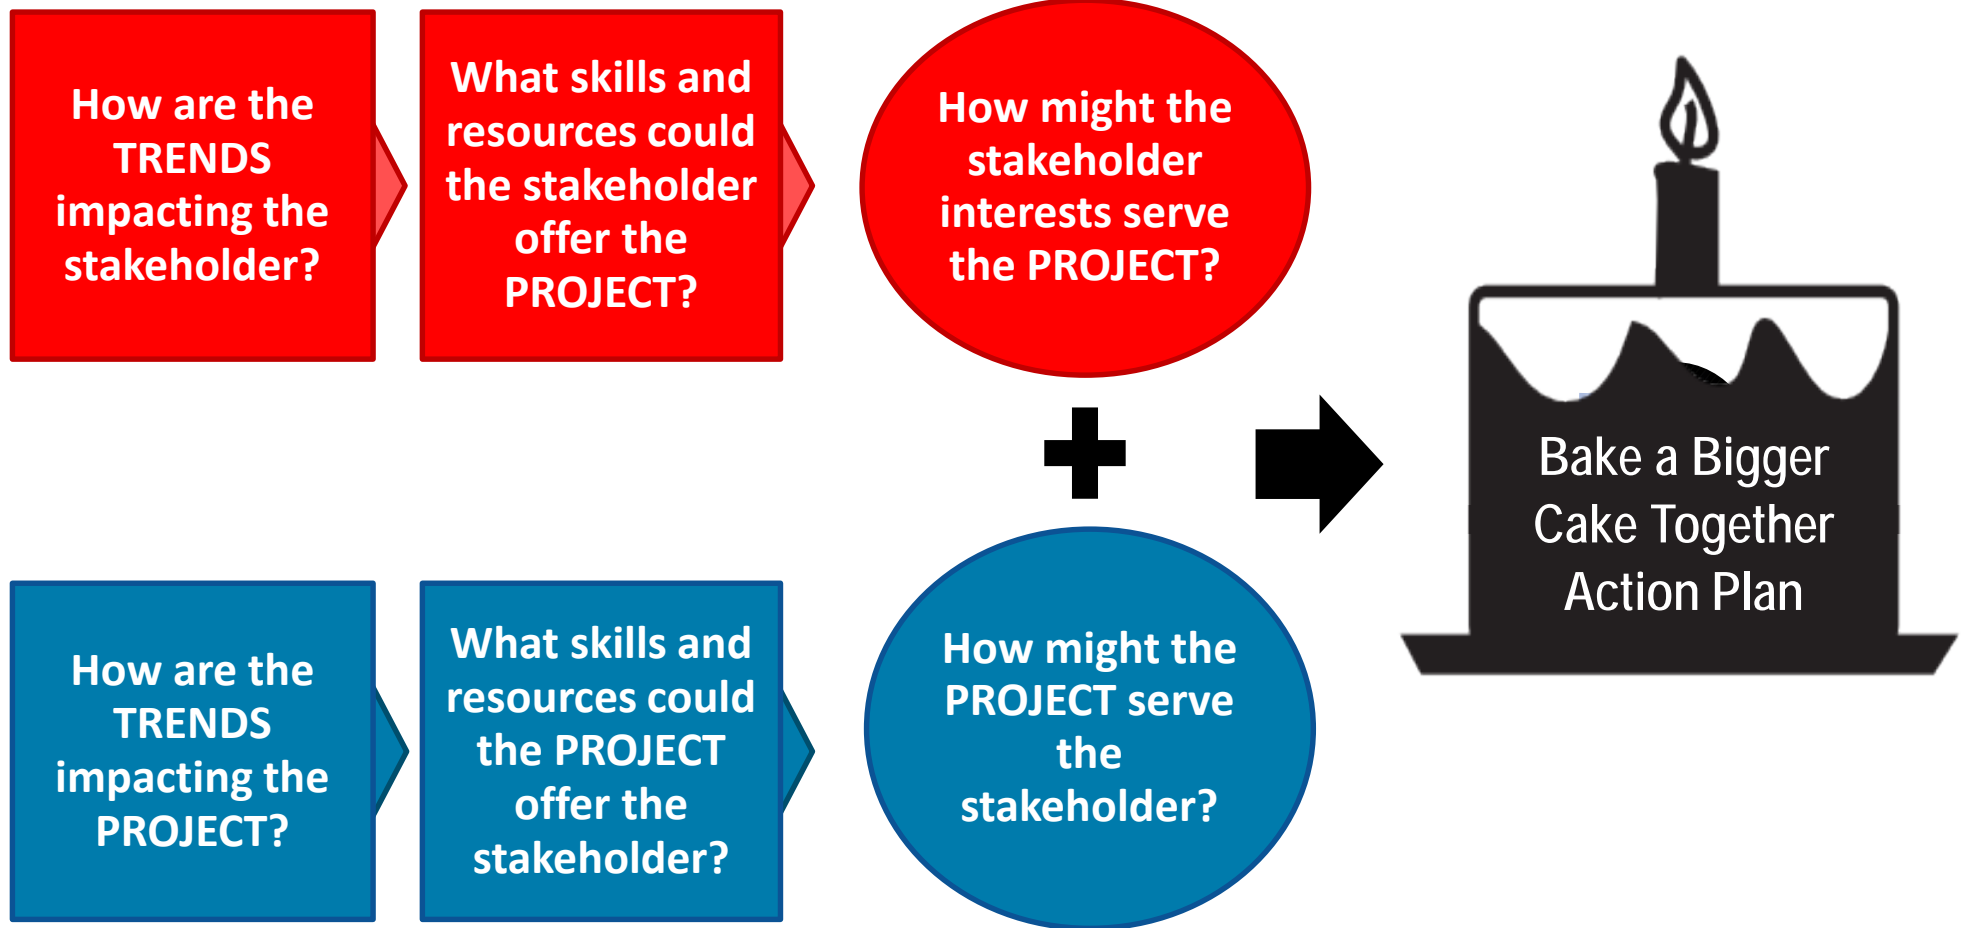 How are the
TRENDS
impacting the
stakeholder?
What skills and
resources could
the stakeholder
offer the
PROJECT?
How might the
stakeholder
interests serve
the PROJECT?
How are the
TRENDS
impacting the
PROJECT?
What skills and
resources could
the PROJECT
offer the
stakeholder?
How might the
PROJECT serve
the
stakeholder?
Bake a Bigger
Cake Together
Action Plan